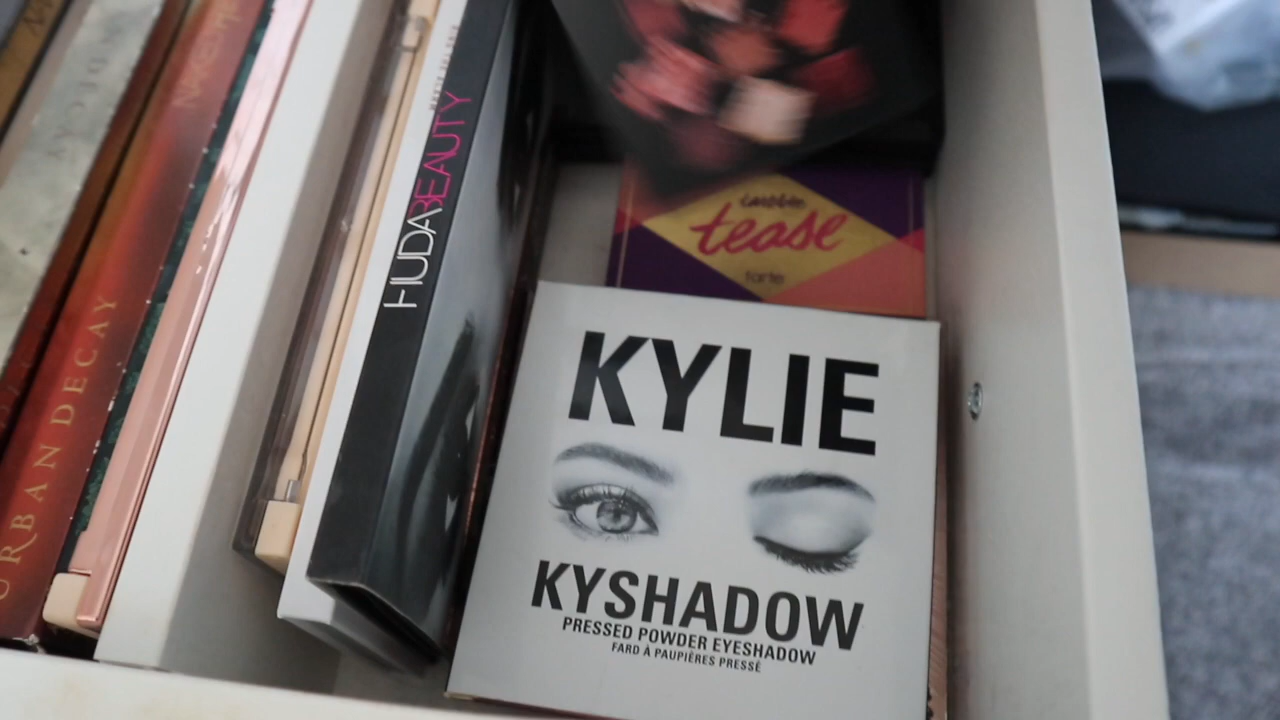 URBAN DECAY
HUDABEAUTY
tease
tarte
KYLIE
KYSHADOW
PRESSED POWDER EYESHADOW
FARD À PAUPIÈRES PRESSÉ